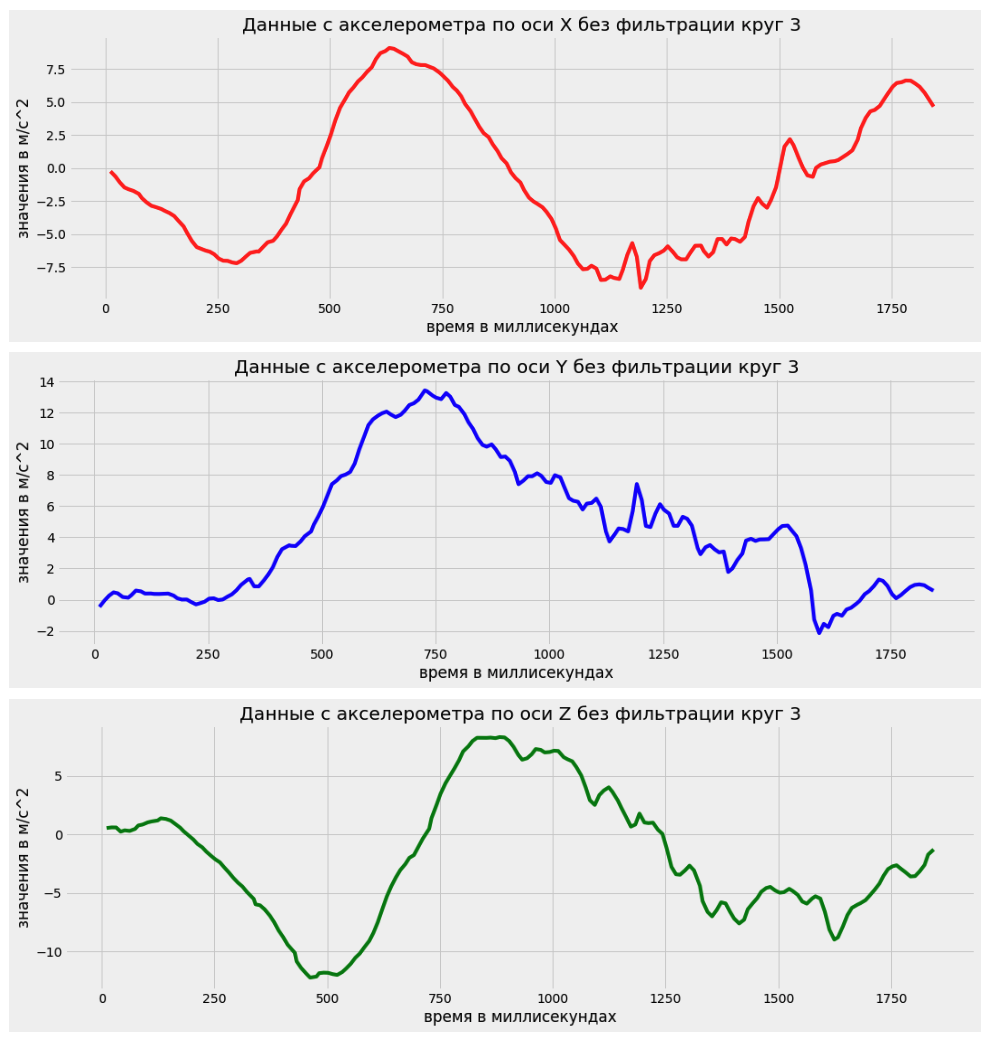 Данные с акселерометра по оси X без фильтрации круг 3
значения в м/с^2
7.5
5.0
2.5
0.0
−2.5
−5.0
−7.5
0 250 500 750 1000 1250 1500 1750
время в миллисекундах
Данные с акселерометра по оси Y без фильтрации круг 3
значения в м/с^2
14
12
10
8
6
4
2
0
−2
0 250 500 750 1000 1250 1500 1750
время в миллисекундах
Данные с акселерометра по оси Z без фильтрации круг 3
значения в м/с^2
5
0
−5
−10
0 250 500 750 1000 1250 1500 1750
время в миллисекундах